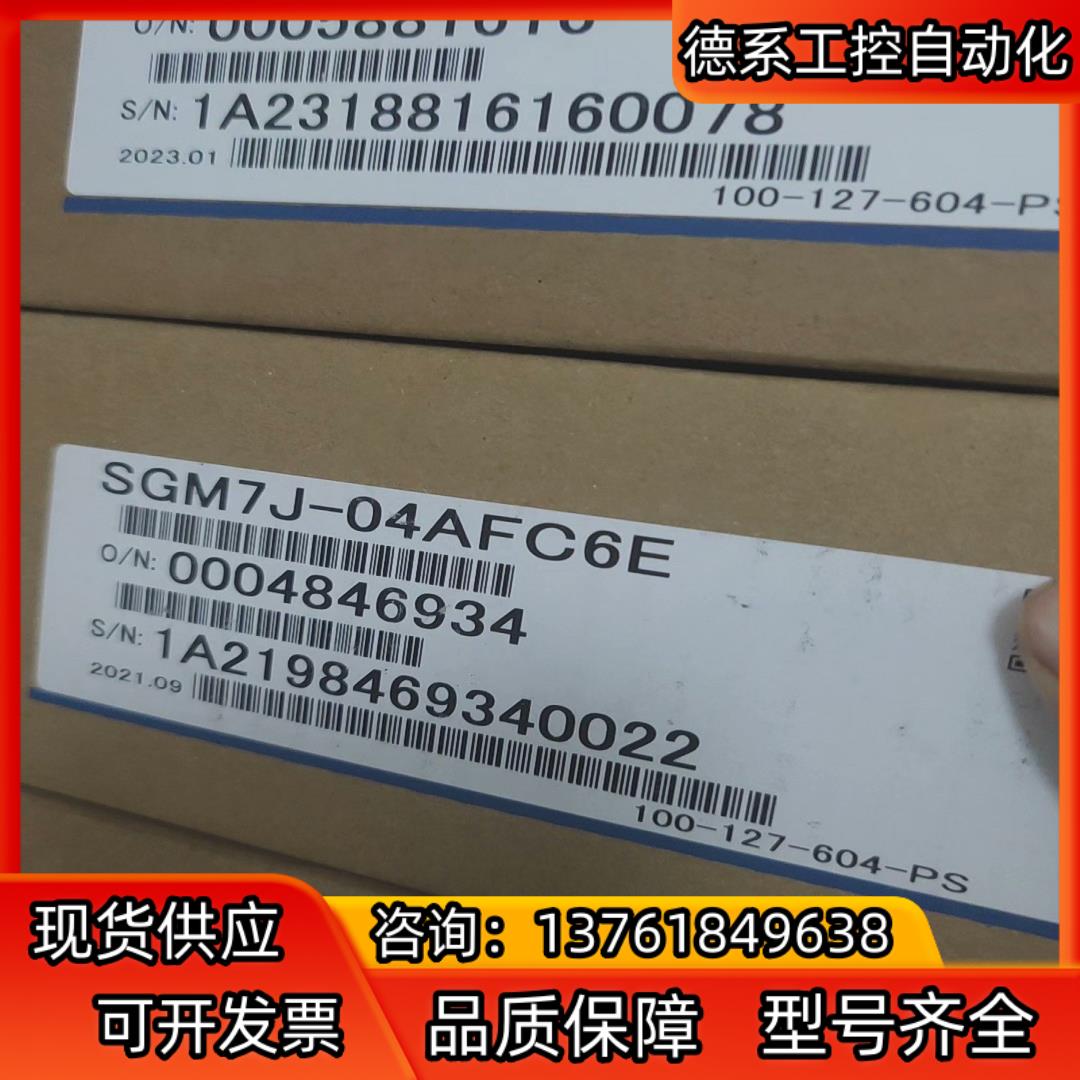 德系工控自动化
O/N: 0005881616
S/N: 1A2318816160078
2023.01
100-127-604-PS
SGM7J-04AFC6E
O/N: 0004846934
S/N: 1A2198469340022
2021.09
100-127-604-PS
现货供应
咨询：13761849638
可开发票
品质保障
型号齐全